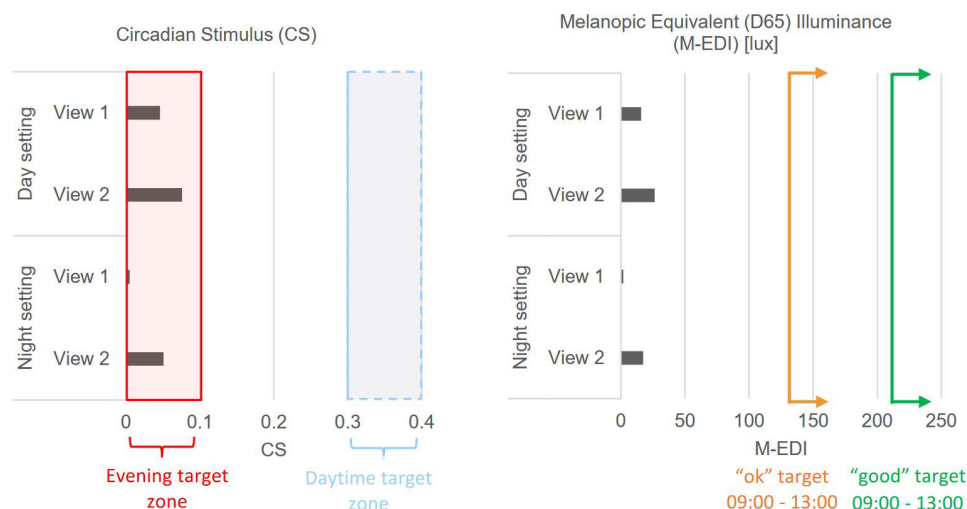 Circadian Stimulus (CS)
Day setting
View 1
View 2
Night setting
View 1
View 2
0 0.1 0.2 0.3 0.4
CS
Evening target
zone
Daytime target
zone
Melanopic Equivalent (D65) Illuminance
(M-EDI) [lux]
Day setting
View 1
View 2
Night setting
View 1
View 2
0 50 100 150 200 250
M-EDI
"ok" target
09:00 - 13:00
"good" target
09:00 - 13:00